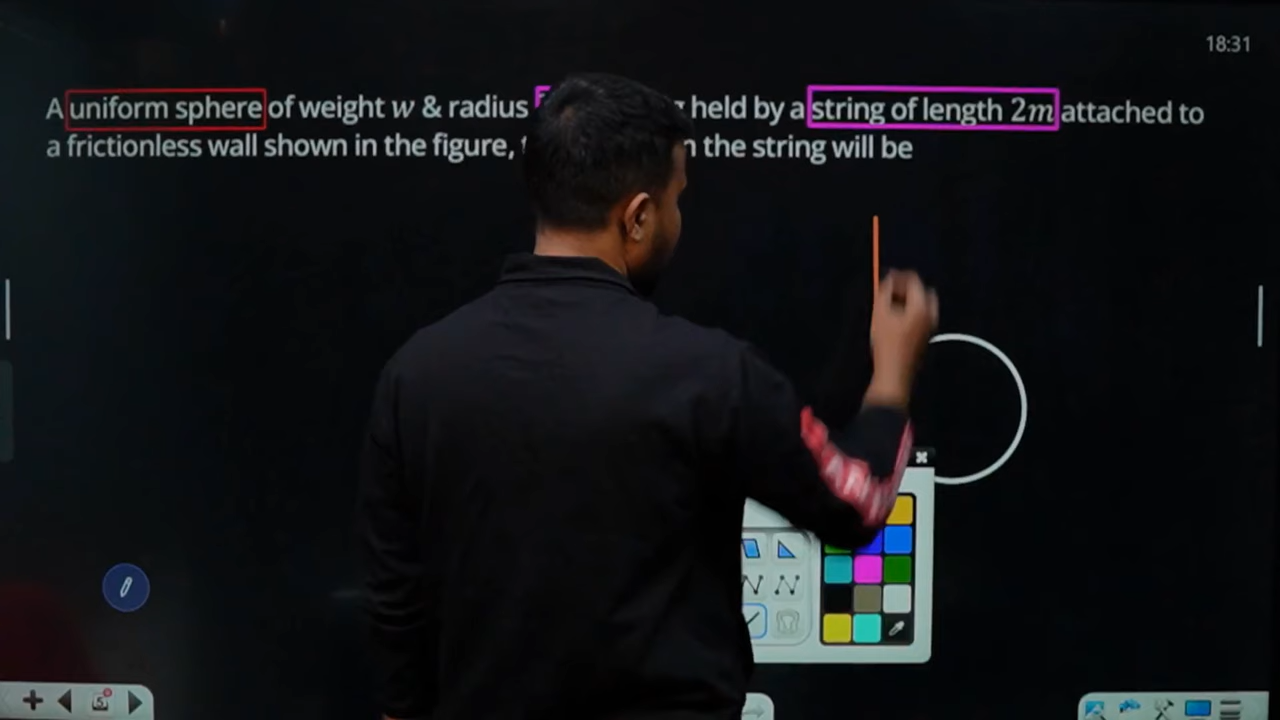 18:31
A uniform sphere of weight w & radius held by a string of length 2m attached to
a frictionless wall shown in the figure, the string will be